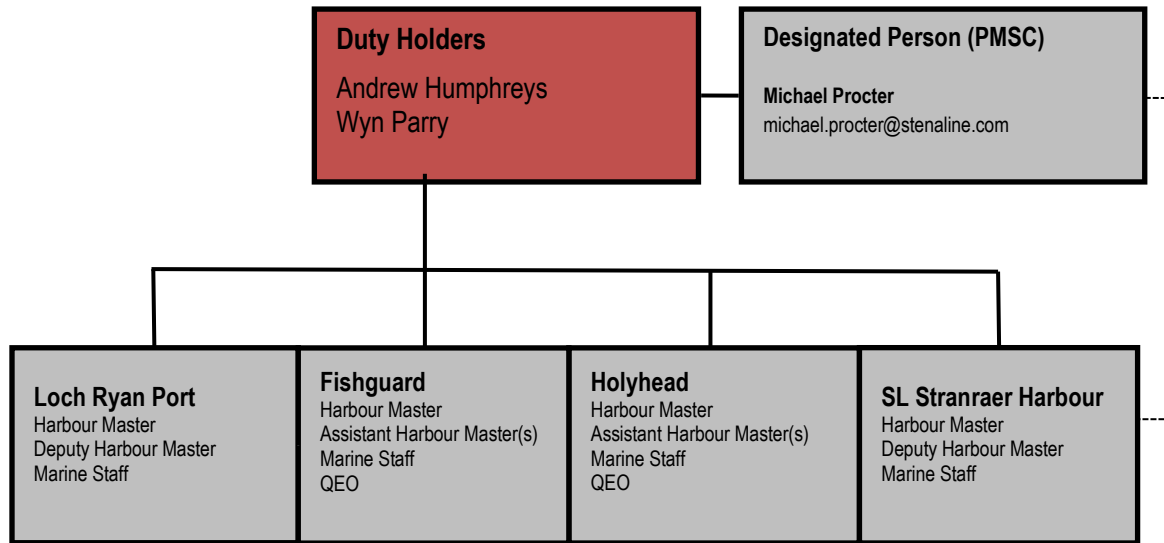 Duty Holders
Andrew Humphreys
Wyn Parry
Designated Person (PMSC)
Michael Procter
michael.procter@stenaline.com
Loch Ryan Port
Harbour Master
Deputy Harbour Master
Marine Staff
Fishguard
Harbour Master
Assistant Harbour Master(s)
Marine Staff
QEO
Holyhead
Harbour Master
Assistant Harbour Master(s)
Marine Staff
QEO
SL Stranraer Harbour
Harbour Master
Deputy Harbour Master
Marine Staff